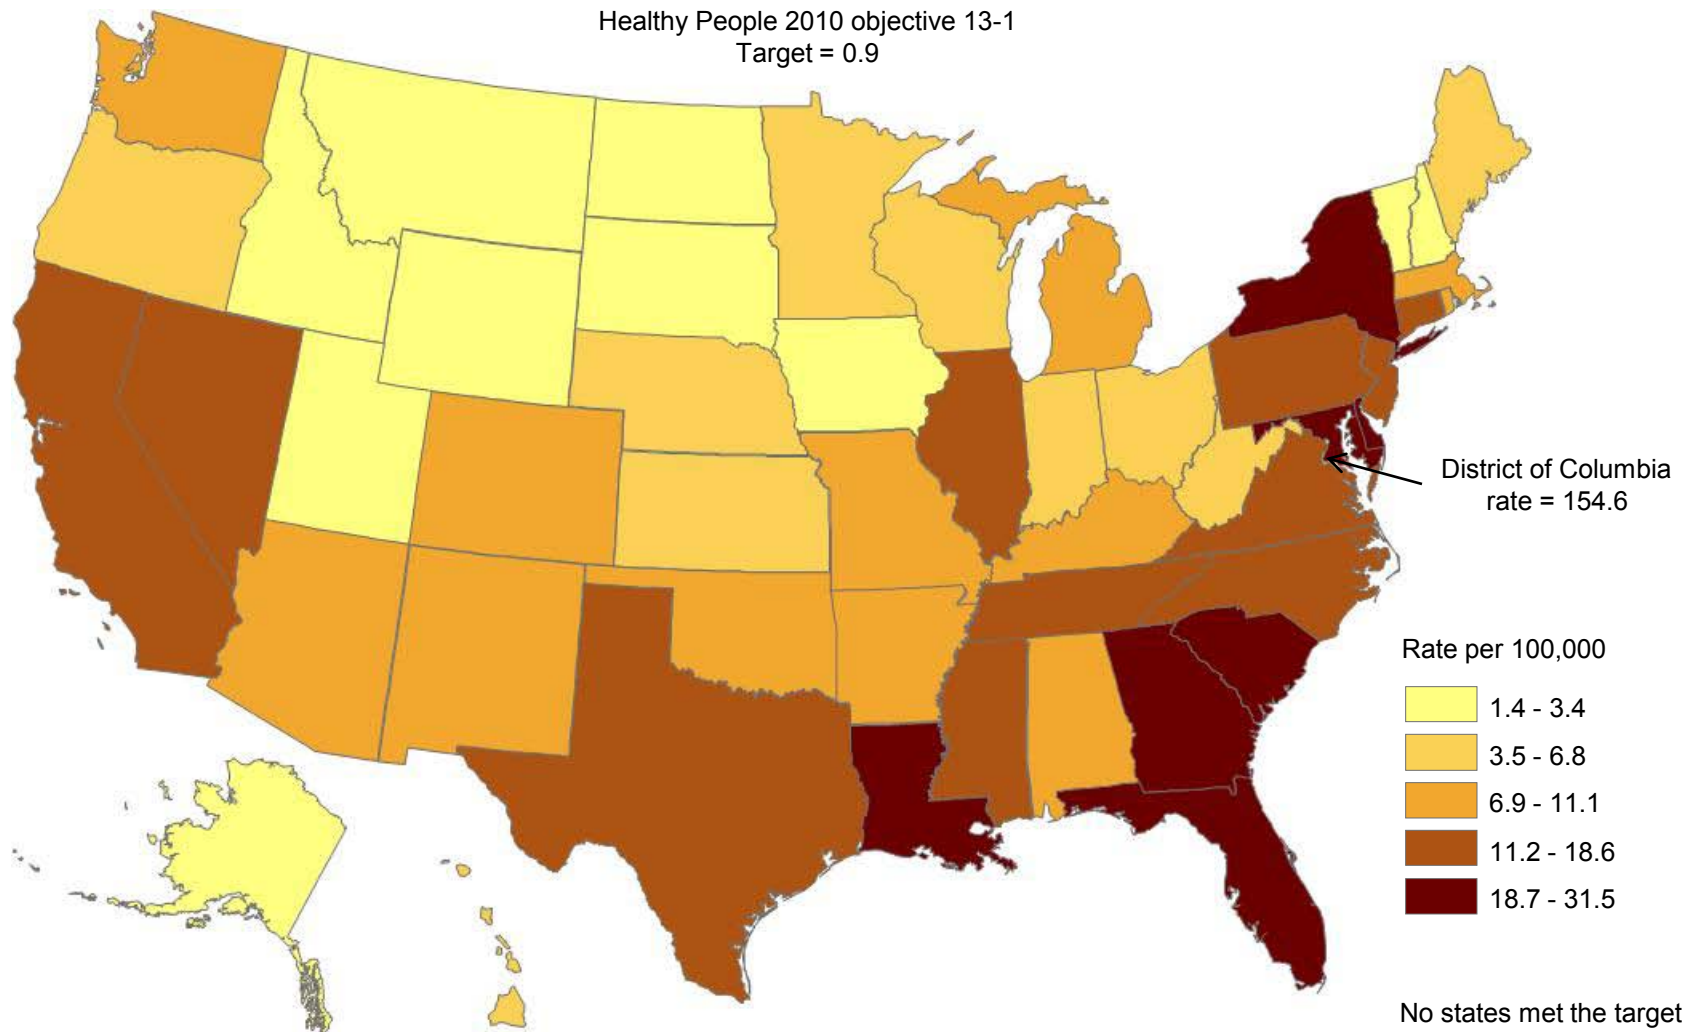 Healthy People 2010 objective 13-1
Target = 0.9
District of Columbia
rate = 154.6
Rate per 100,000
1.4 - 3.4
3.5 - 6.8
6.9 - 11.1
11.2 - 18.6
18.7 - 31.5
No states met the target